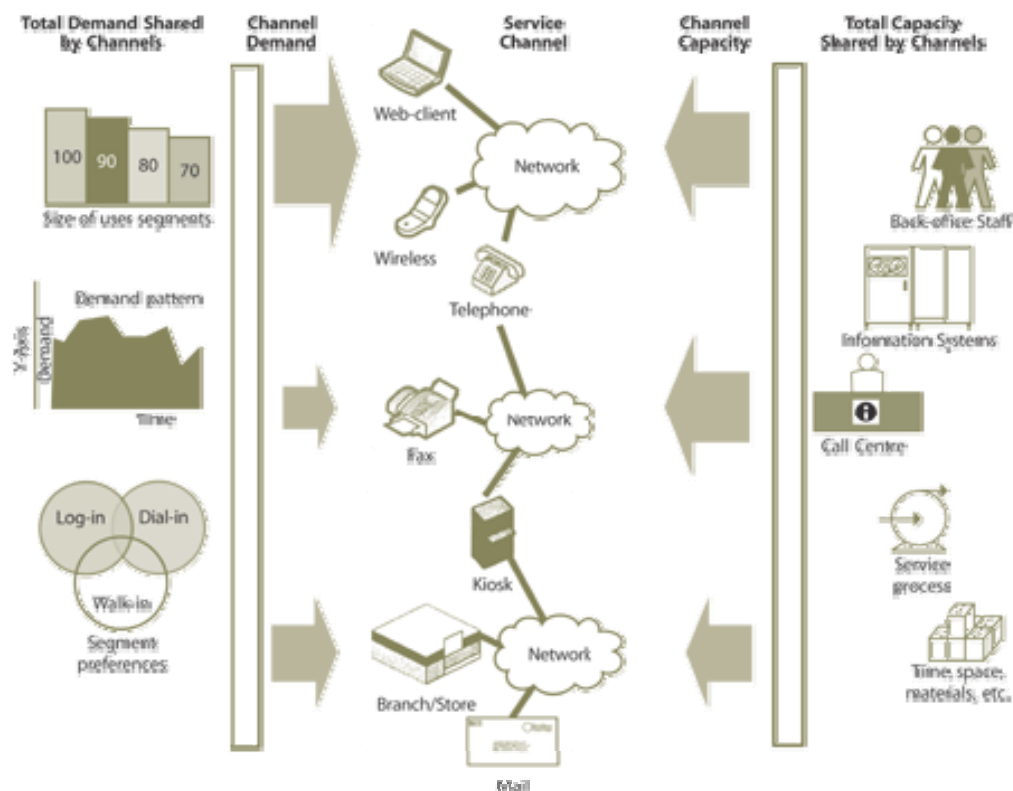 Total Demand Shared
by Channels
Channel
Demand
Service
Channel
Channel
Capacity
Total Capacity
Shared by Channels
100
90
80
70
Size of uses segments
Demand pattern
Y-Axis
Demand
Time
Log-in
Dial-in
Walk-in
Segment
preferences
Web-client
Network
Wireless
Telephone
Network
Fax
Kiosk
Network
Branch/Store
Mail
Back-office Staff
Information Systems
Call Centre
Service
process
Time, space,
materials, etc.